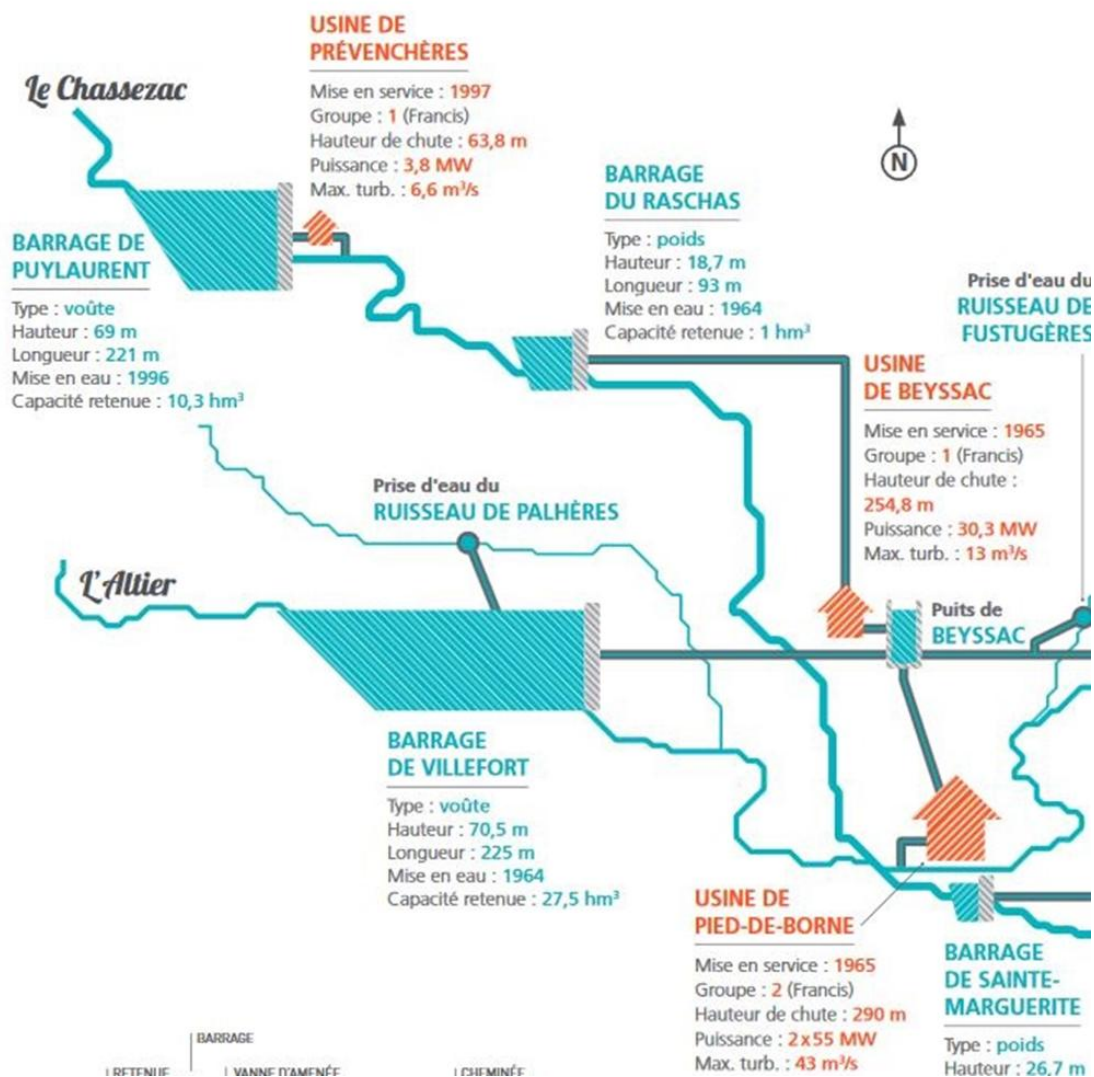 USINE DE
PRÉVENCHÈRES
Mise en service : 1997
Groupe : 1 (Francis)
Hauteur de chute : 63,8 m
Puissance : 3,8 MW
Max. turb. : 6,6 m³/s
Le Chassezac
N
BARRAGE DE
PUYLAURENT
Type : voûte
Hauteur : 69 m
Longueur : 221 m
Mise en eau : 1996
Capacité retenue : 10,3 hm³
BARRAGE
DU RASCHAS
Type : poids
Hauteur : 18,7 m
Longueur : 93 m
Mise en eau : 1964
Capacité retenue : 1 hm³
Prise d'eau du
RUISSEAU DE
FUSTUGÈRES
USINE
DE BEYSSAC
Mise en service : 1965
Groupe : 1 (Francis)
Hauteur de chute :
254,8 m
Puissance : 30,3 MW
Max. turb. : 13 m³/s
Prise d'eau du
RUISSEAU DE PALHÈRES
L'Altier
Puits de
BEYSSAC
BARRAGE
DE VILLEFORT
Type : voûte
Hauteur : 70,5 m
Longueur : 225 m
Mise en eau : 1964
Capacité retenue : 27,5 hm³
USINE DE
PIED-DE-BORNE
Mise en service : 1965
Groupe : 2 (Francis)
Hauteur de chute : 290 m
Puissance : 2x55 MW
Max. turb. : 43 m³/s
BARRAGE
DE SAINTE-
MARGUERITE
Type : poids
Hauteur : 26,7 m
BARRAGE
RETENUE
VANNE D'AMENÉE
CHEMINÉE